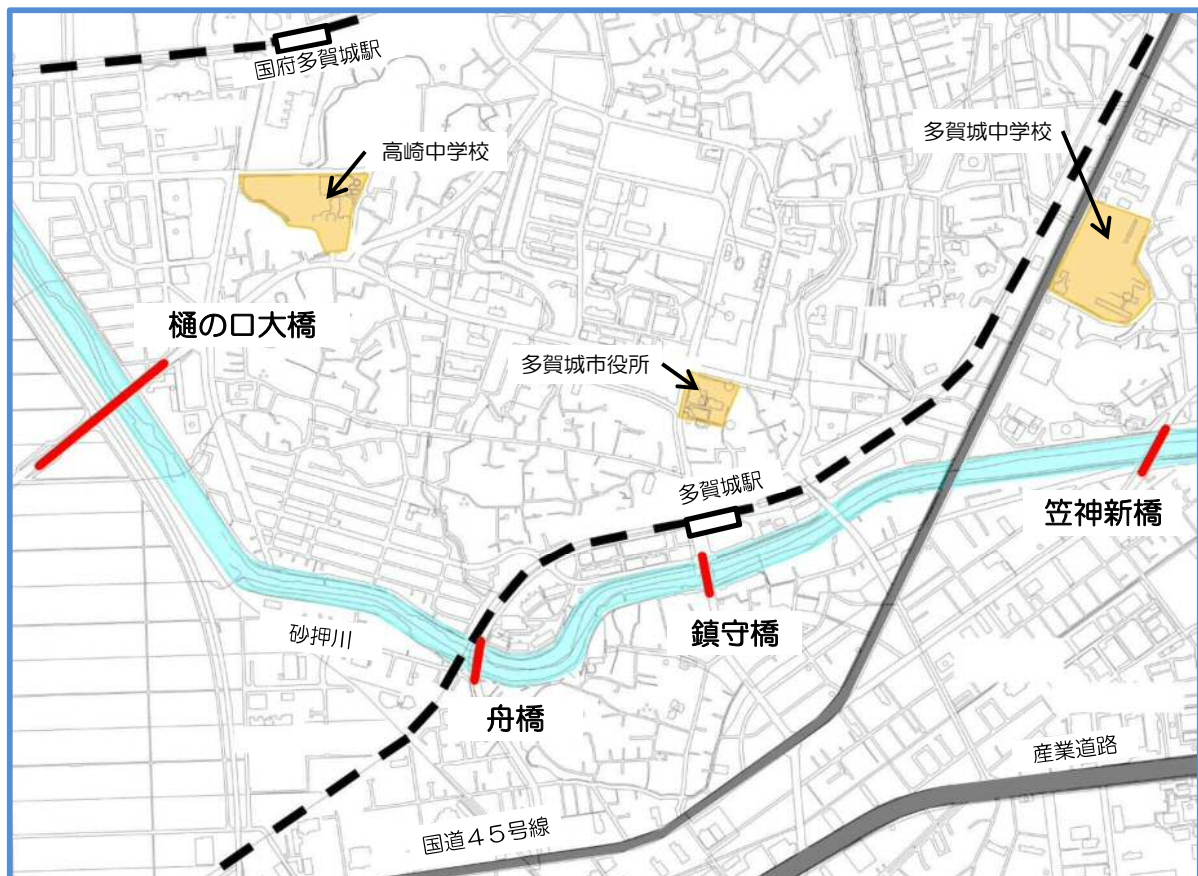 国府多賀城駅
高崎中学校
多賀城中学校
樋の口大橋
多賀城市役所
多賀城駅
笠神新橋
砂押川
鎮守橋
舟橋
産業道路
国道45号線